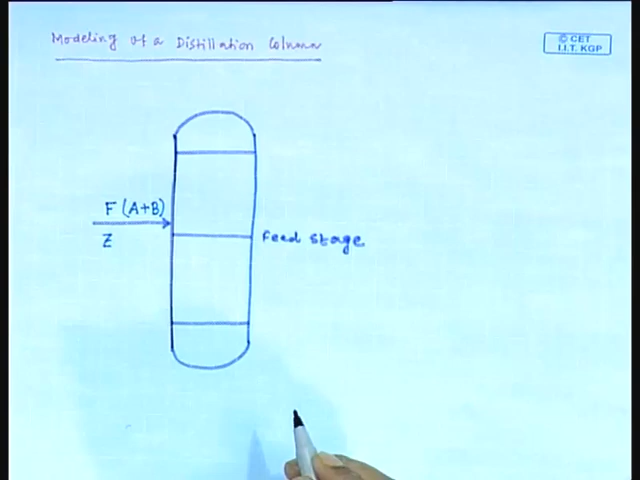 Modeling of a Distillation Column
© CET
I.I.T. KGP
F (A+B)
Z
Feed stage